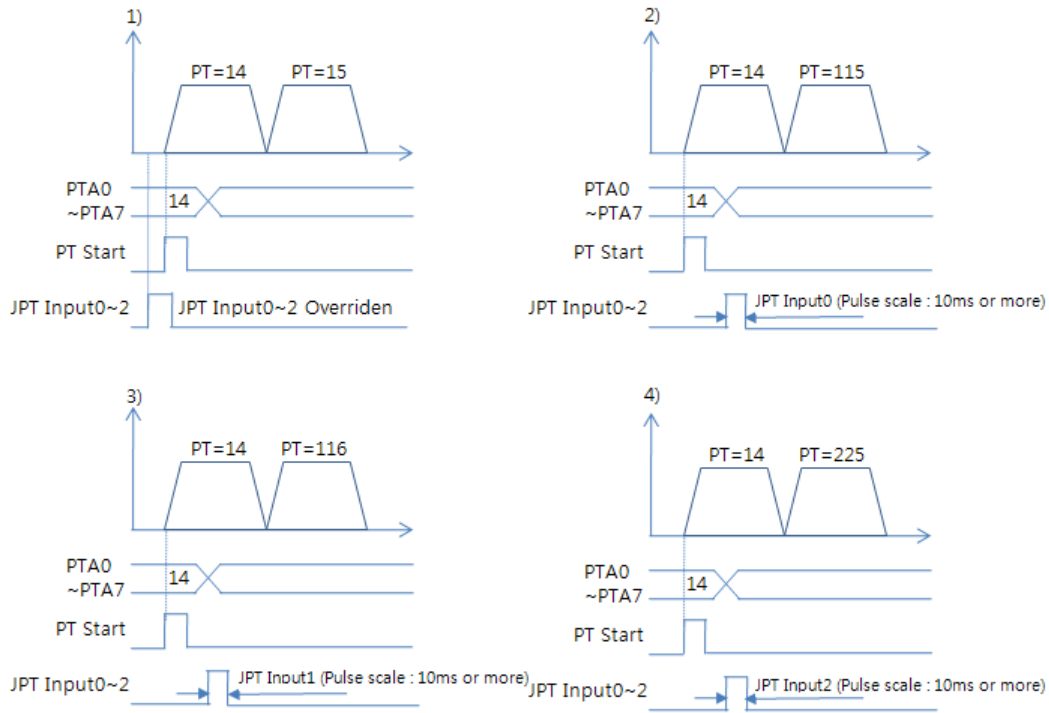 1)
PT=14 PT=15
PTA0
~PTA7
14
PT Start
JPT Input0~2
JPT Input0~2 Overriden
2)
PT=14 PT=115
PTA0
~PTA7
14
PT Start
JPT Input0~2
JPT Input0 (Pulse scale : 10ms or more)
3)
PT=14 PT=116
PTA0
~PTA7
14
PT Start
JPT Input0~2
JPT Input1 (Pulse scale : 10ms or more)
4)
PT=14 PT=225
PTA0
~PTA7
14
PT Start
JPT Input0~2
JPT Input2 (Pulse scale : 10ms or more)